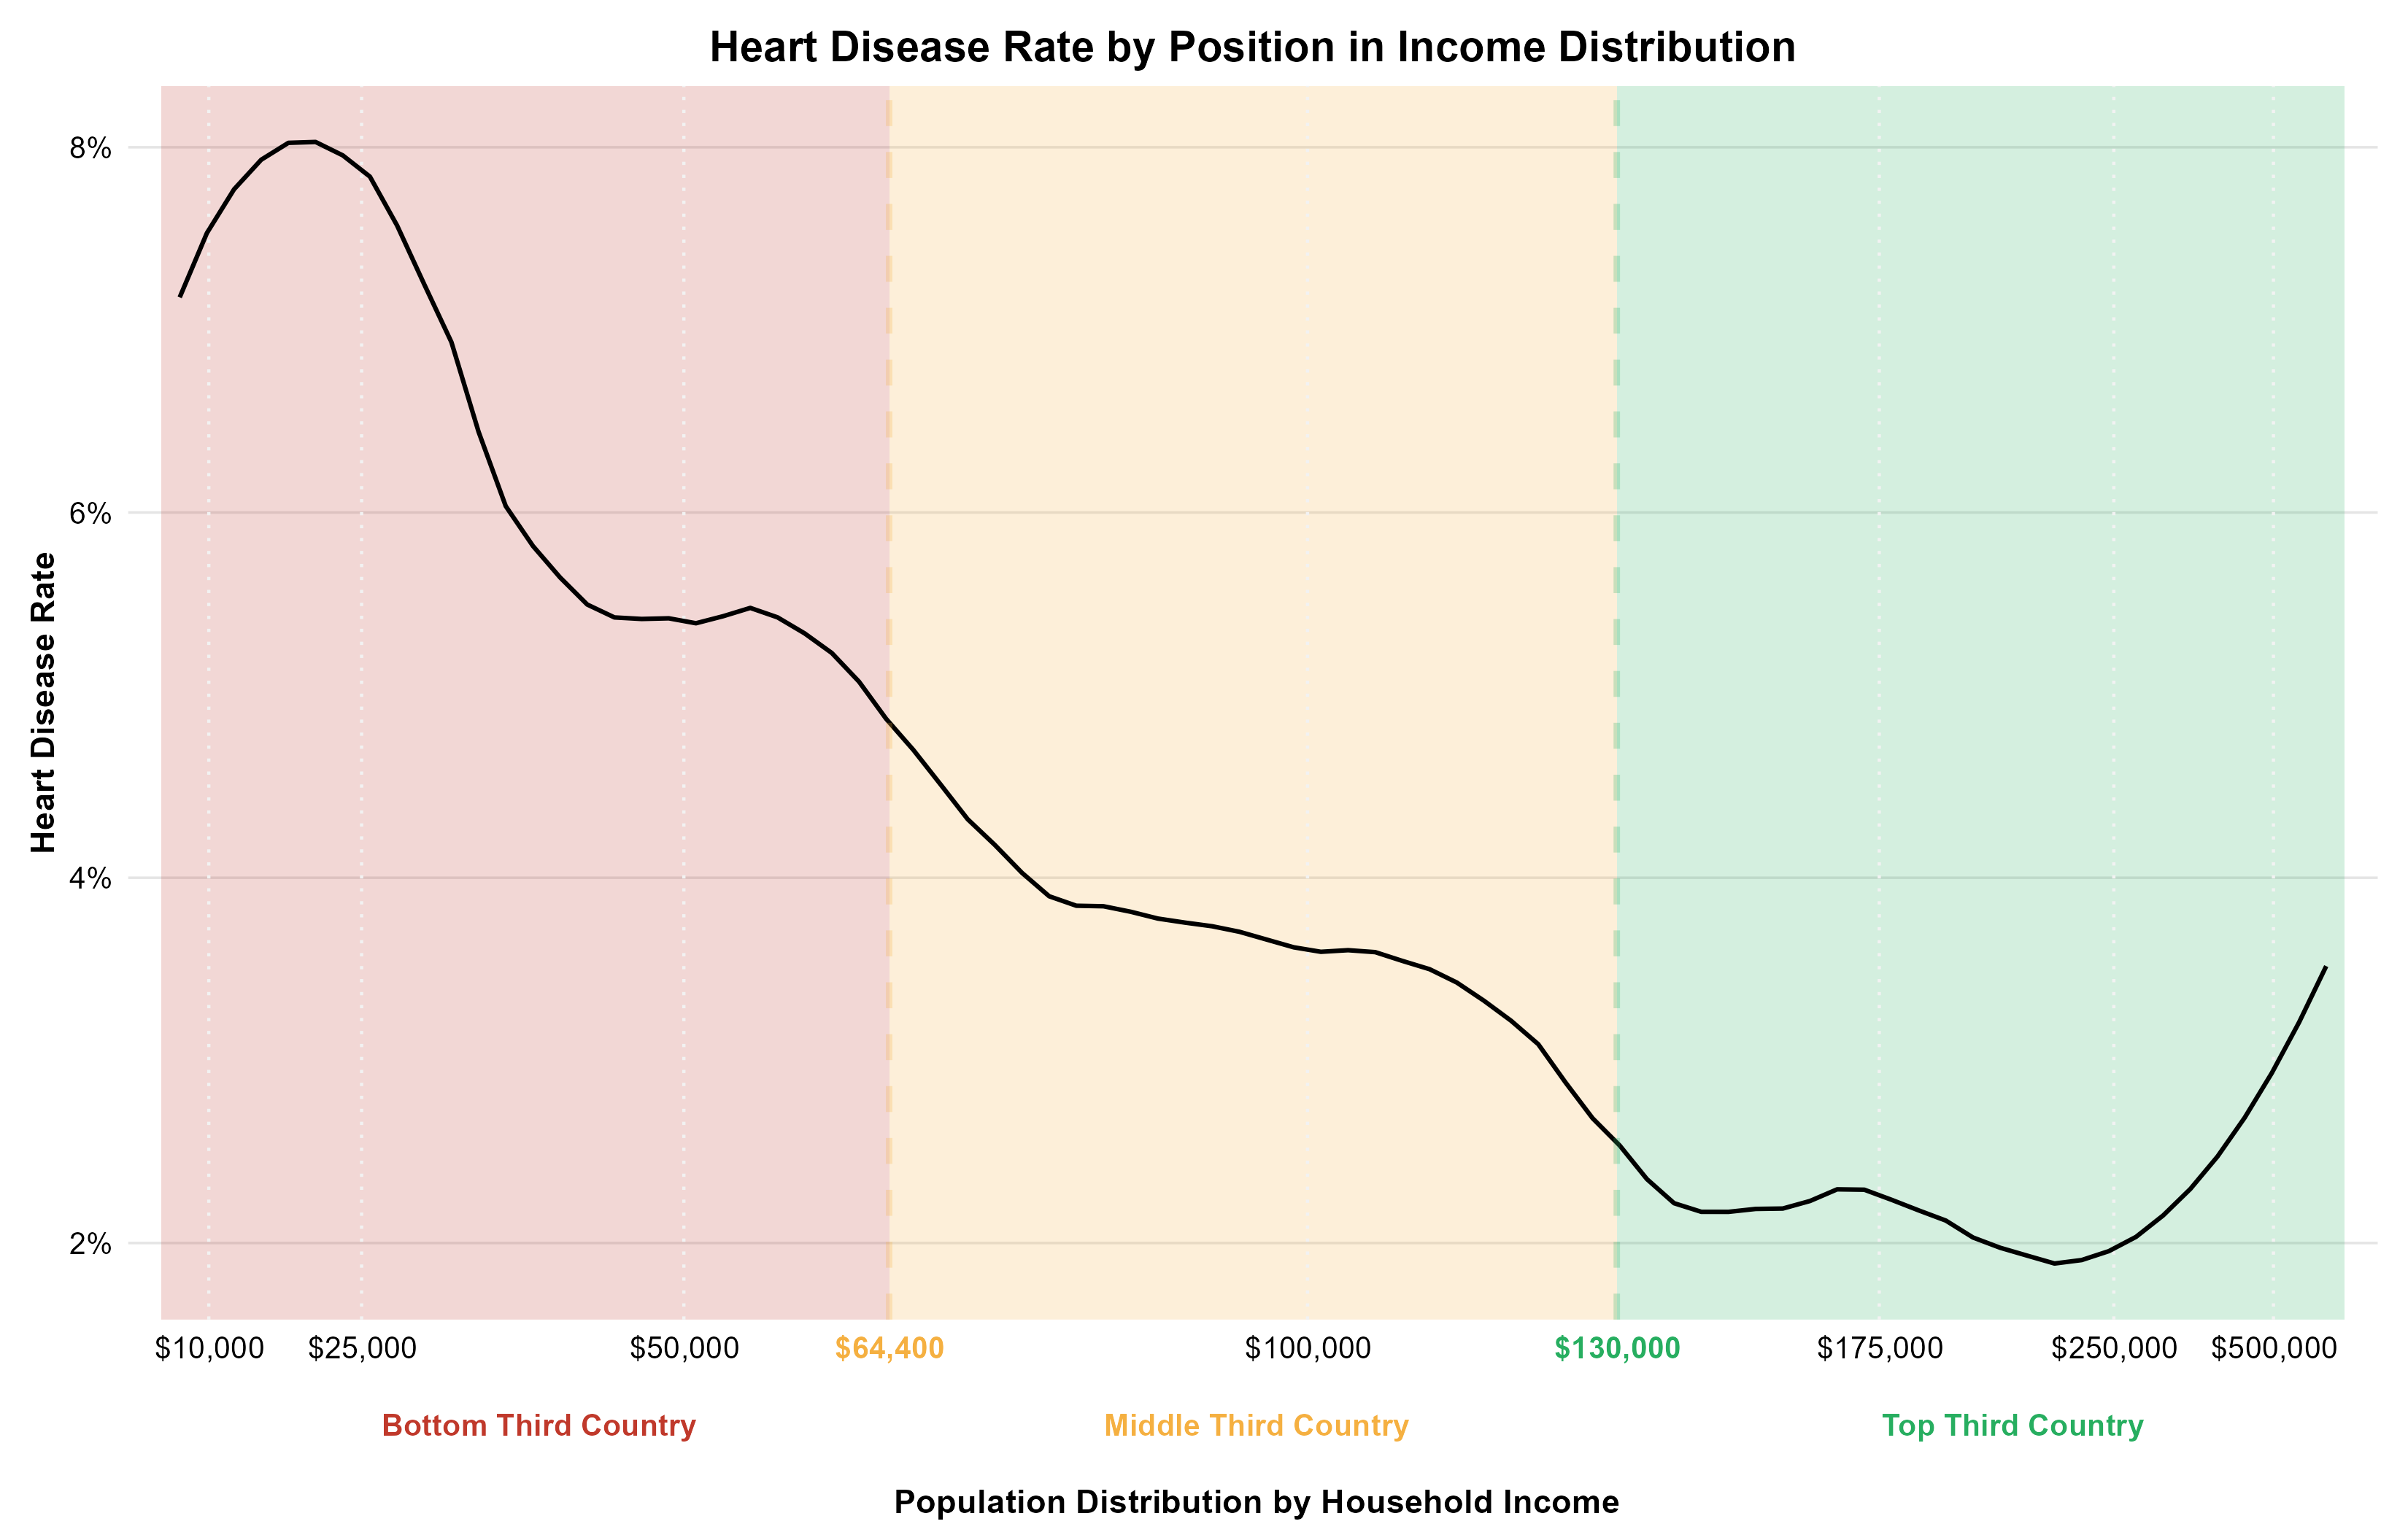 Heart Disease Rate by Position in Income Distribution
8%
6%
4%
2%
Heart Disease Rate
$10,000 $25,000 $50,000 $64,400 $100,000 $130,000 $175,000 $250,000 $500,000
Bottom Third Country Middle Third Country Top Third Country
Population Distribution by Household Income